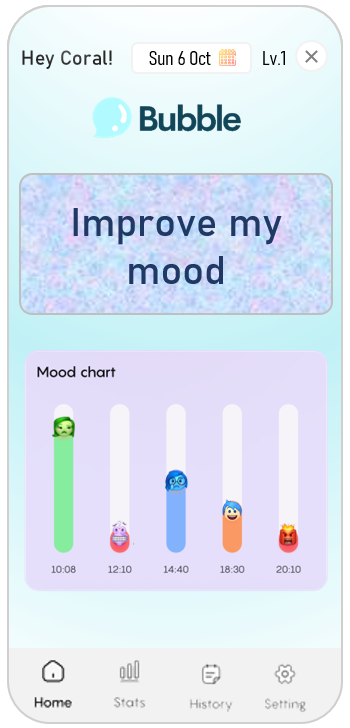 Hey Coral!
Sun 6 Oct
Lv.1
Bubble
Improve my
mood
Mood chart
10:08 12:10 14:40 18:30 20:10
Home Stats History Setting